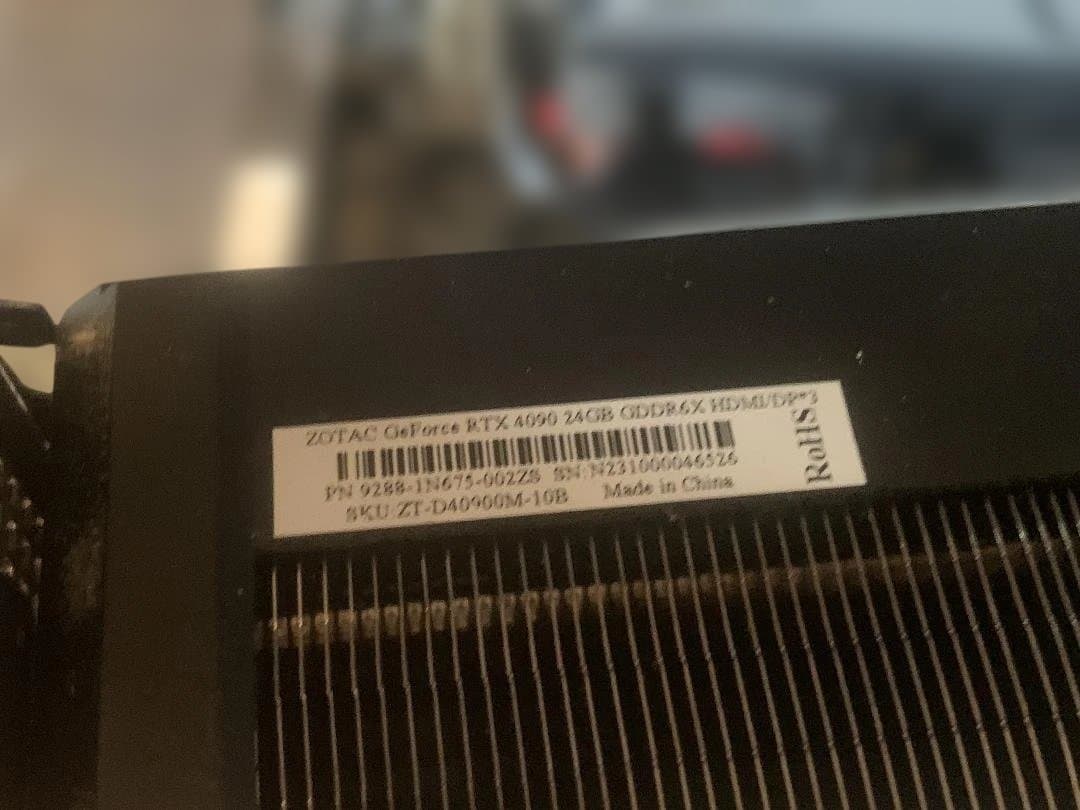 ZOTAC GeForce RTX 4090 24GB GDDR6X HDMI/DP*3
PN 9288-1N675-002ZS SN:N231000046526
SKU:ZT-D40900M-10B Made in China
RoHS